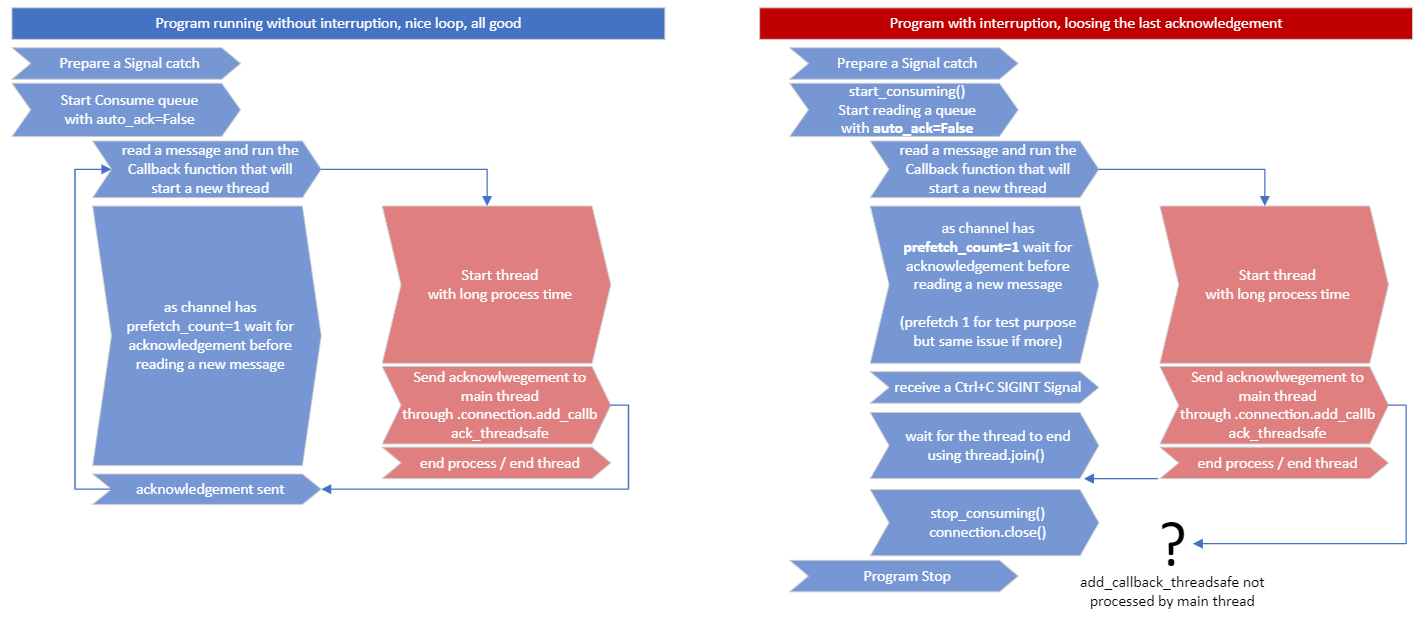 Program running without interruption, nice loop, all good
Prepare a Signal catch
Start Consume queue
with auto_ack=False
read a message and run the
Callback function that will
start a new thread
as channel has
prefetch_count=1 wait for
acknowledgement before
reading a new message
Start thread
with long process time
Send acknowlwegement to
main thread
through .connection.add_callb
ack_threadsafe
end process / end thread
acknowledgement sent
Program with interruption, loosing the last acknowledgement
Prepare a Signal catch
start_consuming()
Start reading a queue
with auto_ack=False
read a message and run the
Callback function that will
start a new thread
as channel has
prefetch_count=1 wait for
acknowledgement before
reading a new message
(prefetch 1 for test purpose
but same issue if more)
Start thread
with long process time
receive a Ctrl+C SIGINT Signal
Send acknowlwegement to
main thread
through .connection.add_callb
ack_threadsafe
wait for the thread to end
using thread.join()
end process / end thread
stop_consuming()
connection.close()
?
add_callback_threadsafe not
processed by main thread
Program Stop